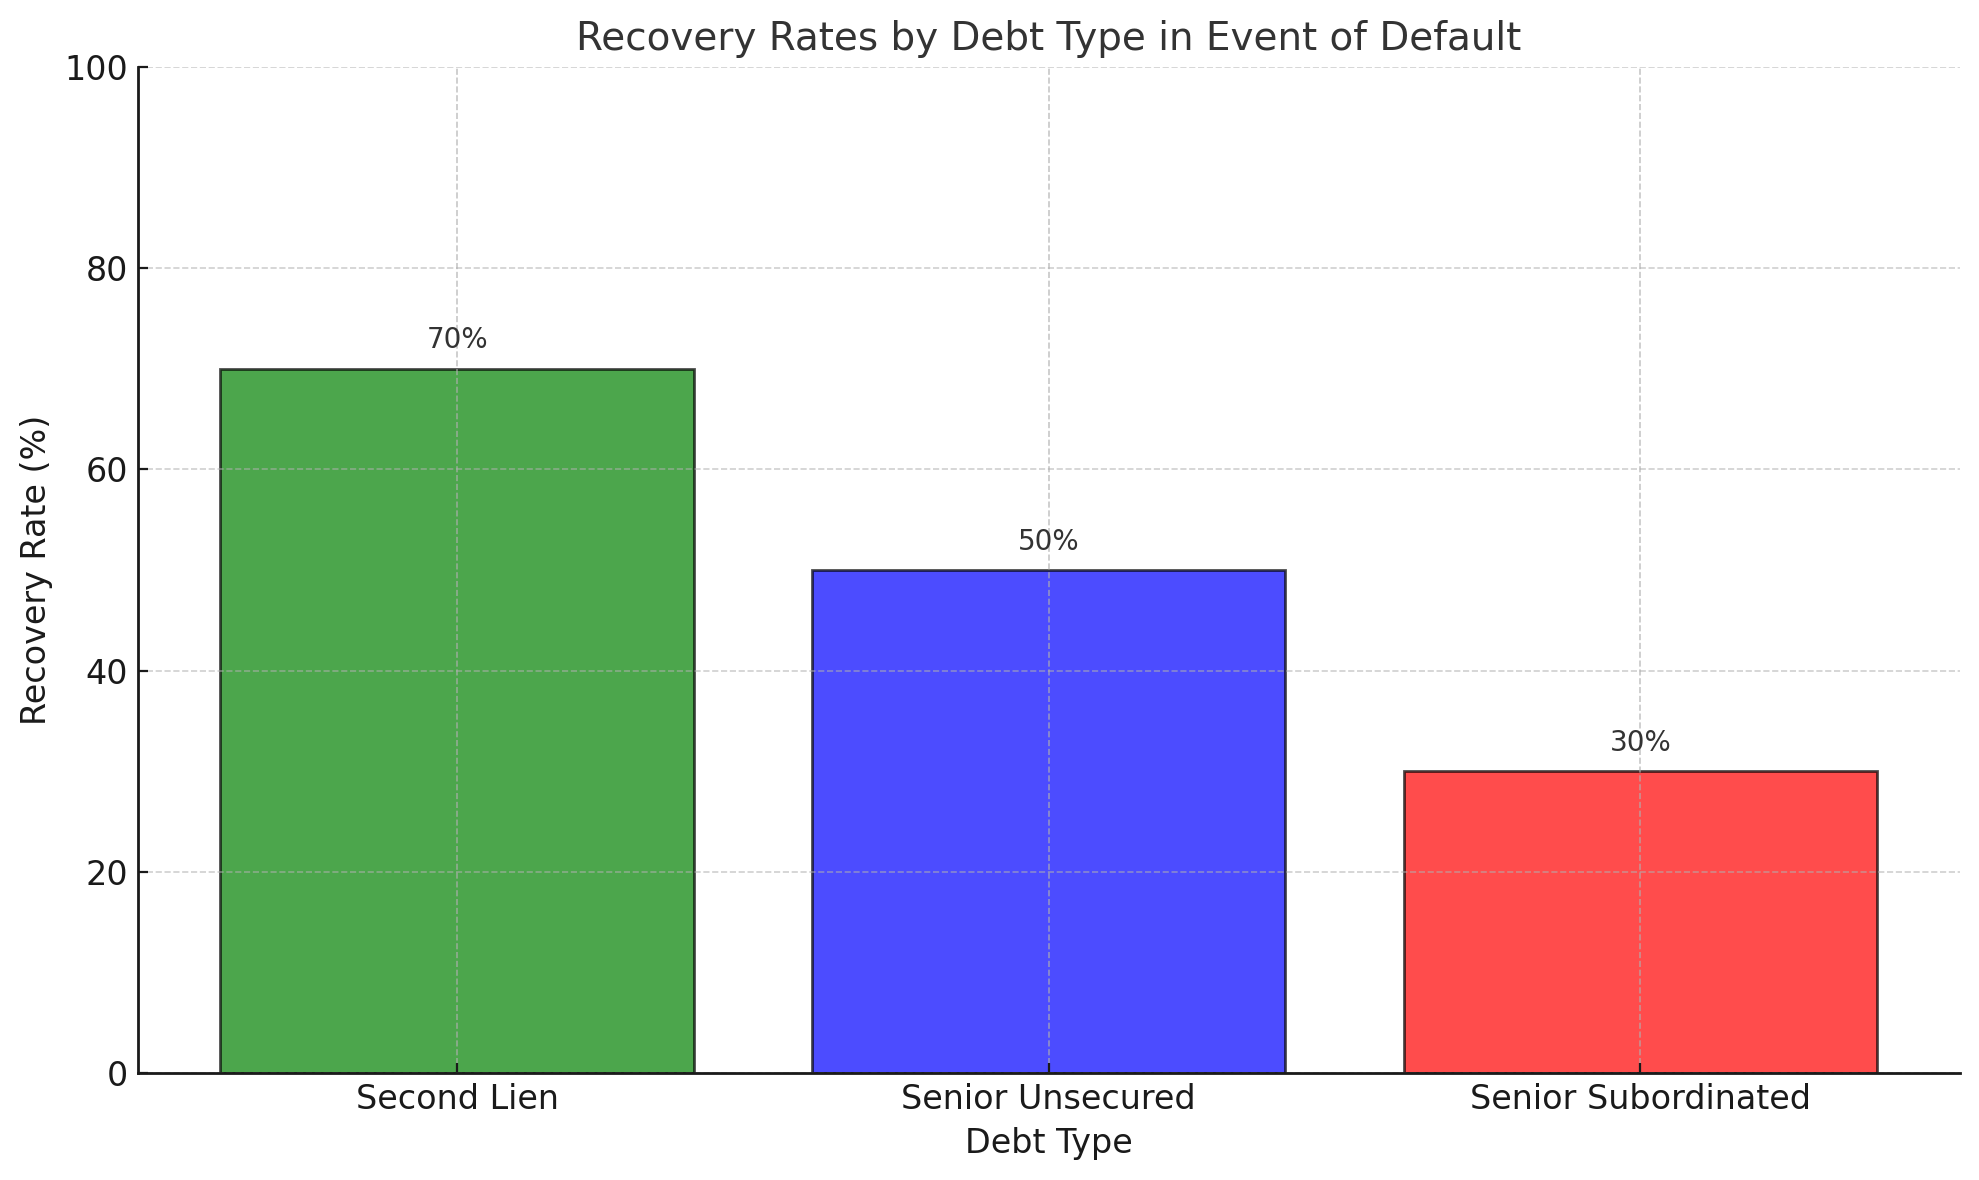 Recovery Rates by Debt Type in Event of Default
Recovery Rate (%)
100
80
60
40
20
0
70%
50%
30%
Second Lien
Senior Unsecured
Senior Subordinated
Debt Type